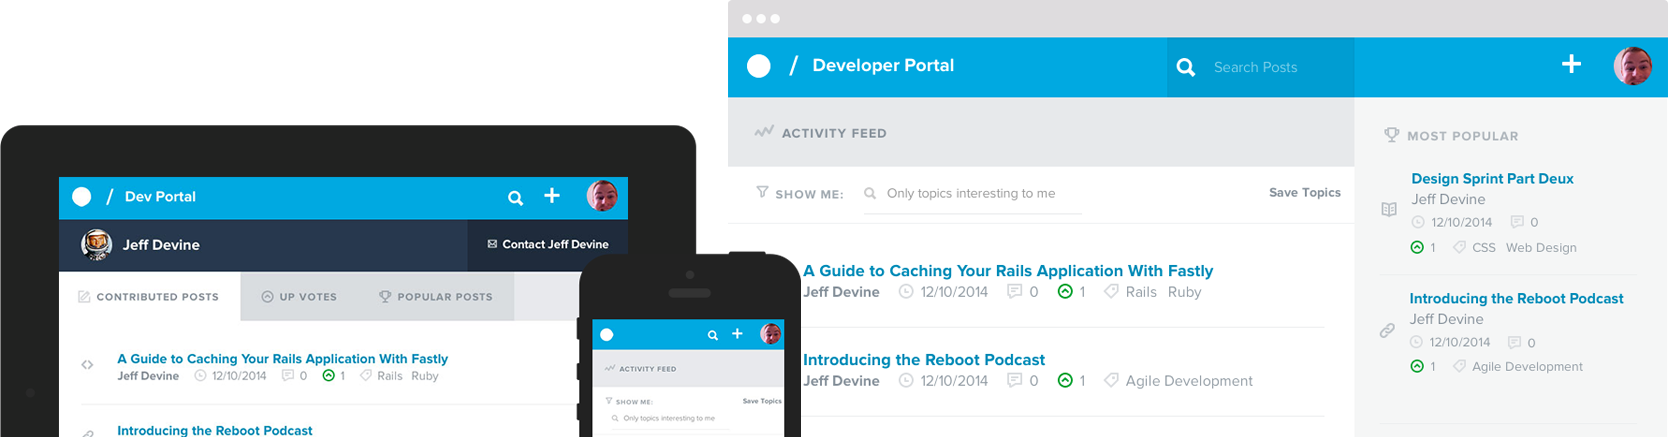 / Developer Portal
Search Posts
+
ACTIVITY FEED
SHOW ME:
Only topics interesting to me
Save Topics
A Guide to Caching Your Rails Application With Fastly
Jeff Devine 12/10/2014 0 1 Rails Ruby
Introducing the Reboot Podcast
Jeff Devine 12/10/2014 0 1 Agile Development
MOST POPULAR
Design Sprint Part Deux
Jeff Devine
12/10/2014 0
1 CSS Web Design
Introducing the Reboot Podcast
Jeff Devine
12/10/2014 0
1 Agile Development
/ Dev Portal
+
Jeff Devine
Contact Jeff Devine
CONTRIBUTED POSTS
UP VOTES
POPULAR POSTS
A Guide to Caching Your Rails Application With Fastly
Jeff Devine 12/10/2014 0 1 Rails Ruby
Introducing the Reboot Podcast
+
ACTIVITY FEED
SHOW ME:
Save Topics
Only topics interesting to me